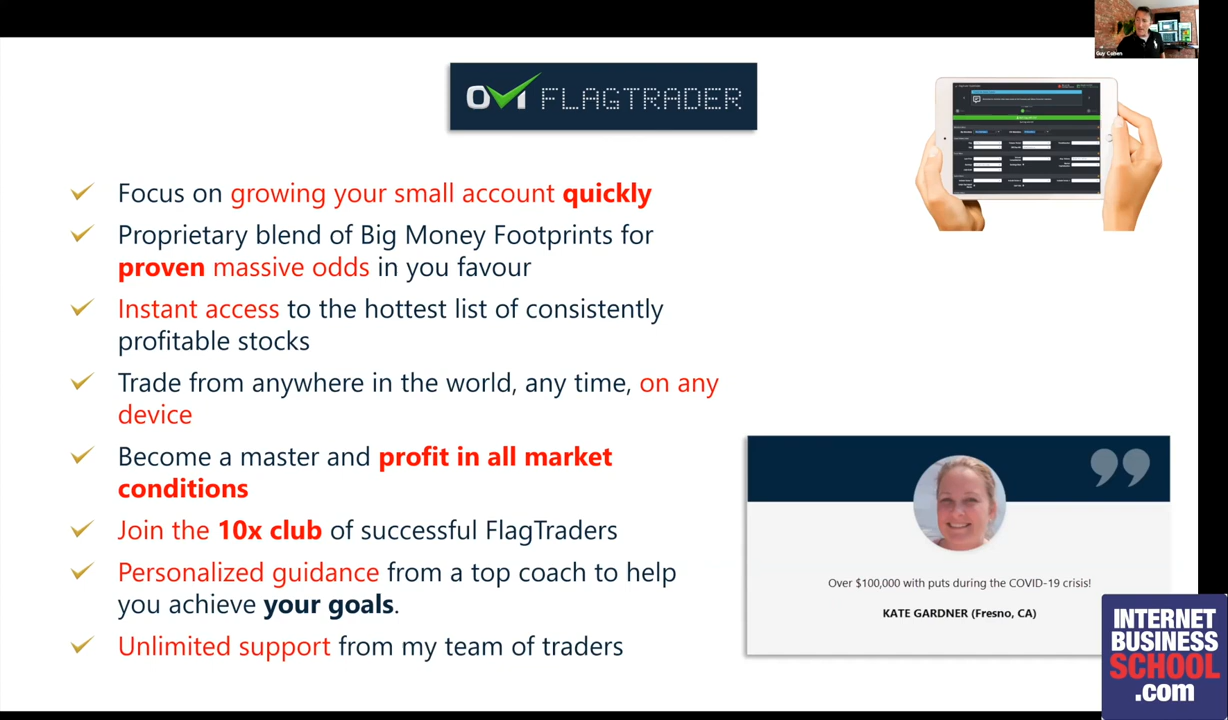 Guy Cohen
OVI FLAGTRADER
Focus on growing your small account quickly
Proprietary blend of Big Money Footprints for
proven massive odds in you favour
Instant access to the hottest list of consistently
profitable stocks
Trade from anywhere in the world, any time, on any
device
Become a master and profit in all market
conditions
Join the 10x club of successful FlagTraders
Personalized guidance from a top coach to help
you achieve your goals.
Unlimited support from my team of traders
Over $100,000 with puts during the COVID-19 crisis!
KATE GARDNER (Fresno, CA)
INTERNET
BUSINESS
SCHOOL
.com